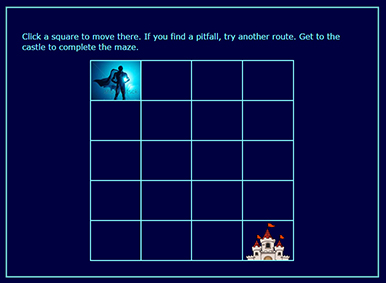 Click a square to move there. If you find a pitfall, try another route. Get to the
castle to complete the maze.